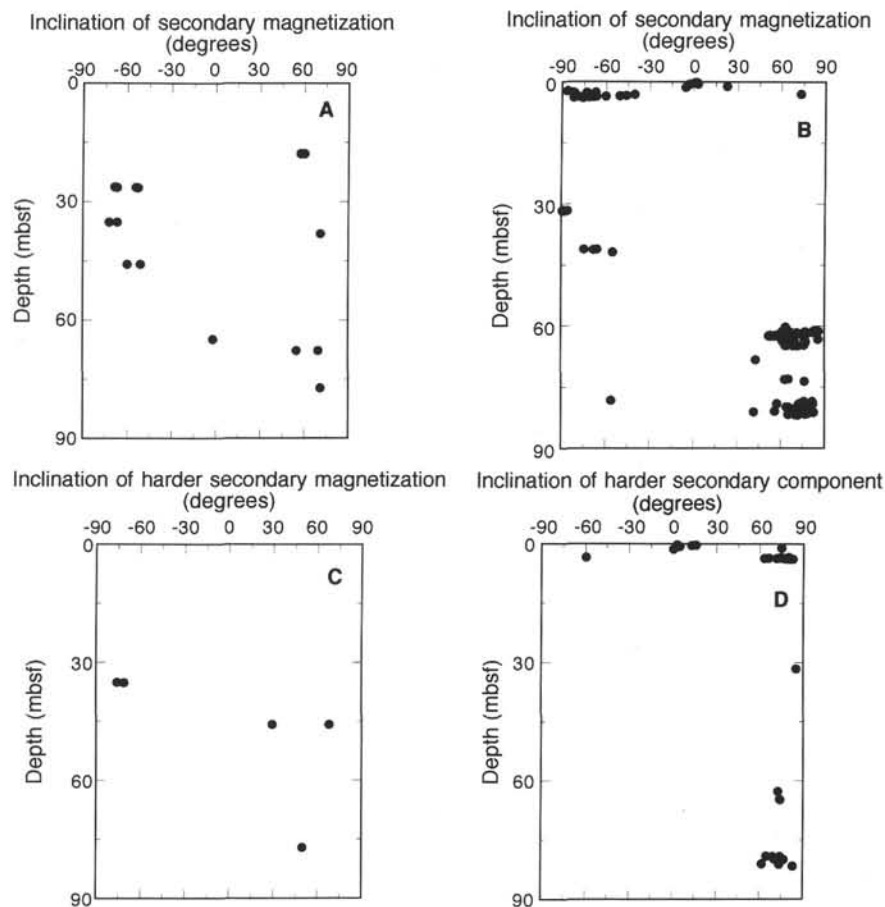 Inclination of secondary magnetization
(degrees)
-90 -60 -30 0 30 60 90
0
30
60
90
Depth (mbsf)
A
Inclination of secondary magnetization
(degrees)
-90 -60 -30 0 30 60 90
0
30
60
90
Depth (mbsf)
B
Inclination of harder secondary magnetization
(degrees)
-90 -60 -30 0 30 60 90
0
30
60
90
Depth (mbsf)
C
Inclination of harder secondary component
(degrees)
-90 -60 -30 0 30 60 90
0
30
60
90
Depth (mbsf)
D